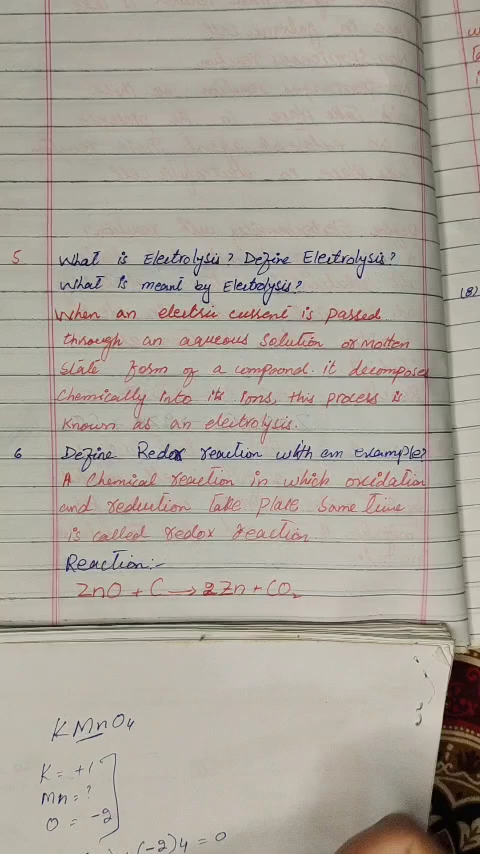 5 What is Electrolysis? Define Electrolysis?
What is meant by Electrolysis?
When an electric current is passed
through an aqueous solution or Molten
state form of a compound. it decomposes
chemically into its ions, this process is
known as an electrolysis.
(8)
6 Define Redox reaction with an example?
A Chemical reaction in which oxidation
and reduction take place same time
is called redox reaction
Reaction:-
ZnO + C → 2Zn + CO₂
KMnO₄
K = +1
Mn = ?
O = -2
(-2)4 = 0